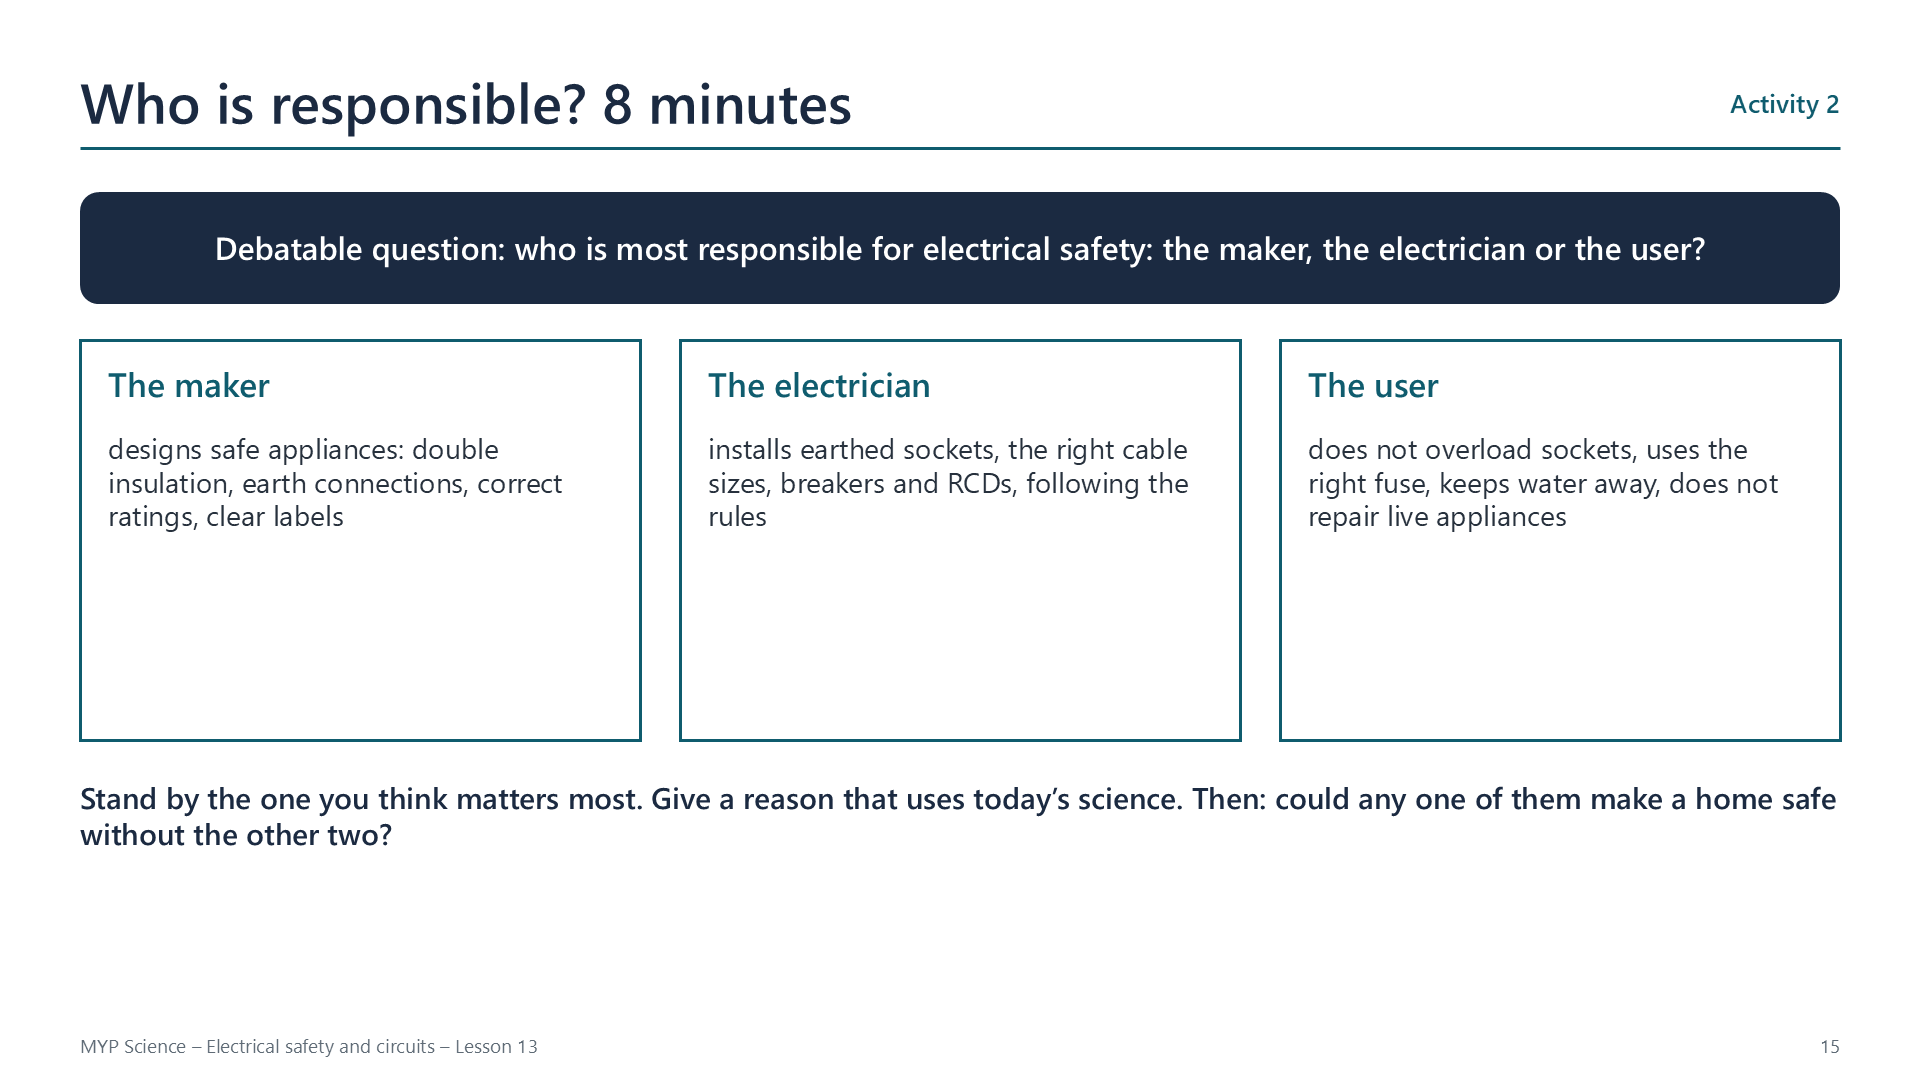 Who is responsible? 8 minutes
Activity 2
Debatable question: who is most responsible for electrical safety: the maker, the electrician or the user?
The maker
designs safe appliances: double
insulation, earth connections, correct
ratings, clear labels
The electrician
installs earthed sockets, the right cable
sizes, breakers and RCDs, following the
rules
The user
does not overload sockets, uses the
right fuse, keeps water away, does not
repair live appliances
Stand by the one you think matters most. Give a reason that uses today’s science. Then: could any one of them make a home safe
without the other two?
MYP Science – Electrical safety and circuits – Lesson 13
15